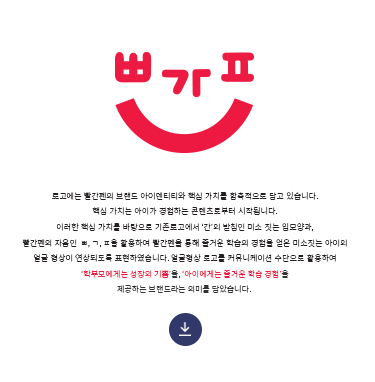 빠가프
로고에는 빨간펜의 브랜드 아이덴티티와 핵심 가치를 함축적으로 담고 있습니다.
핵심 가치는 아이가 경험하는 콘텐츠로부터 시작됩니다.
이러한 핵심 가치를 바탕으로 기존로고에서 '간'의 받침인 미소 짓는 입모양과,
빨간펜의 자음인 ㅃ, ㄱ, ㅍ을 활용하여 빨간펜을 통해 즐거운 학습의 경험을 얻은 미소짓는 아이의
얼굴 형상이 연상되도록 표현하였습니다. 얼굴형상 로고를 커뮤니케이션 수단으로 활용하여
'학부모에게는 성장의 기쁨'을, '아이에게는 즐거운 학습 경험'을
제공하는 브랜드라는 의미를 담았습니다.